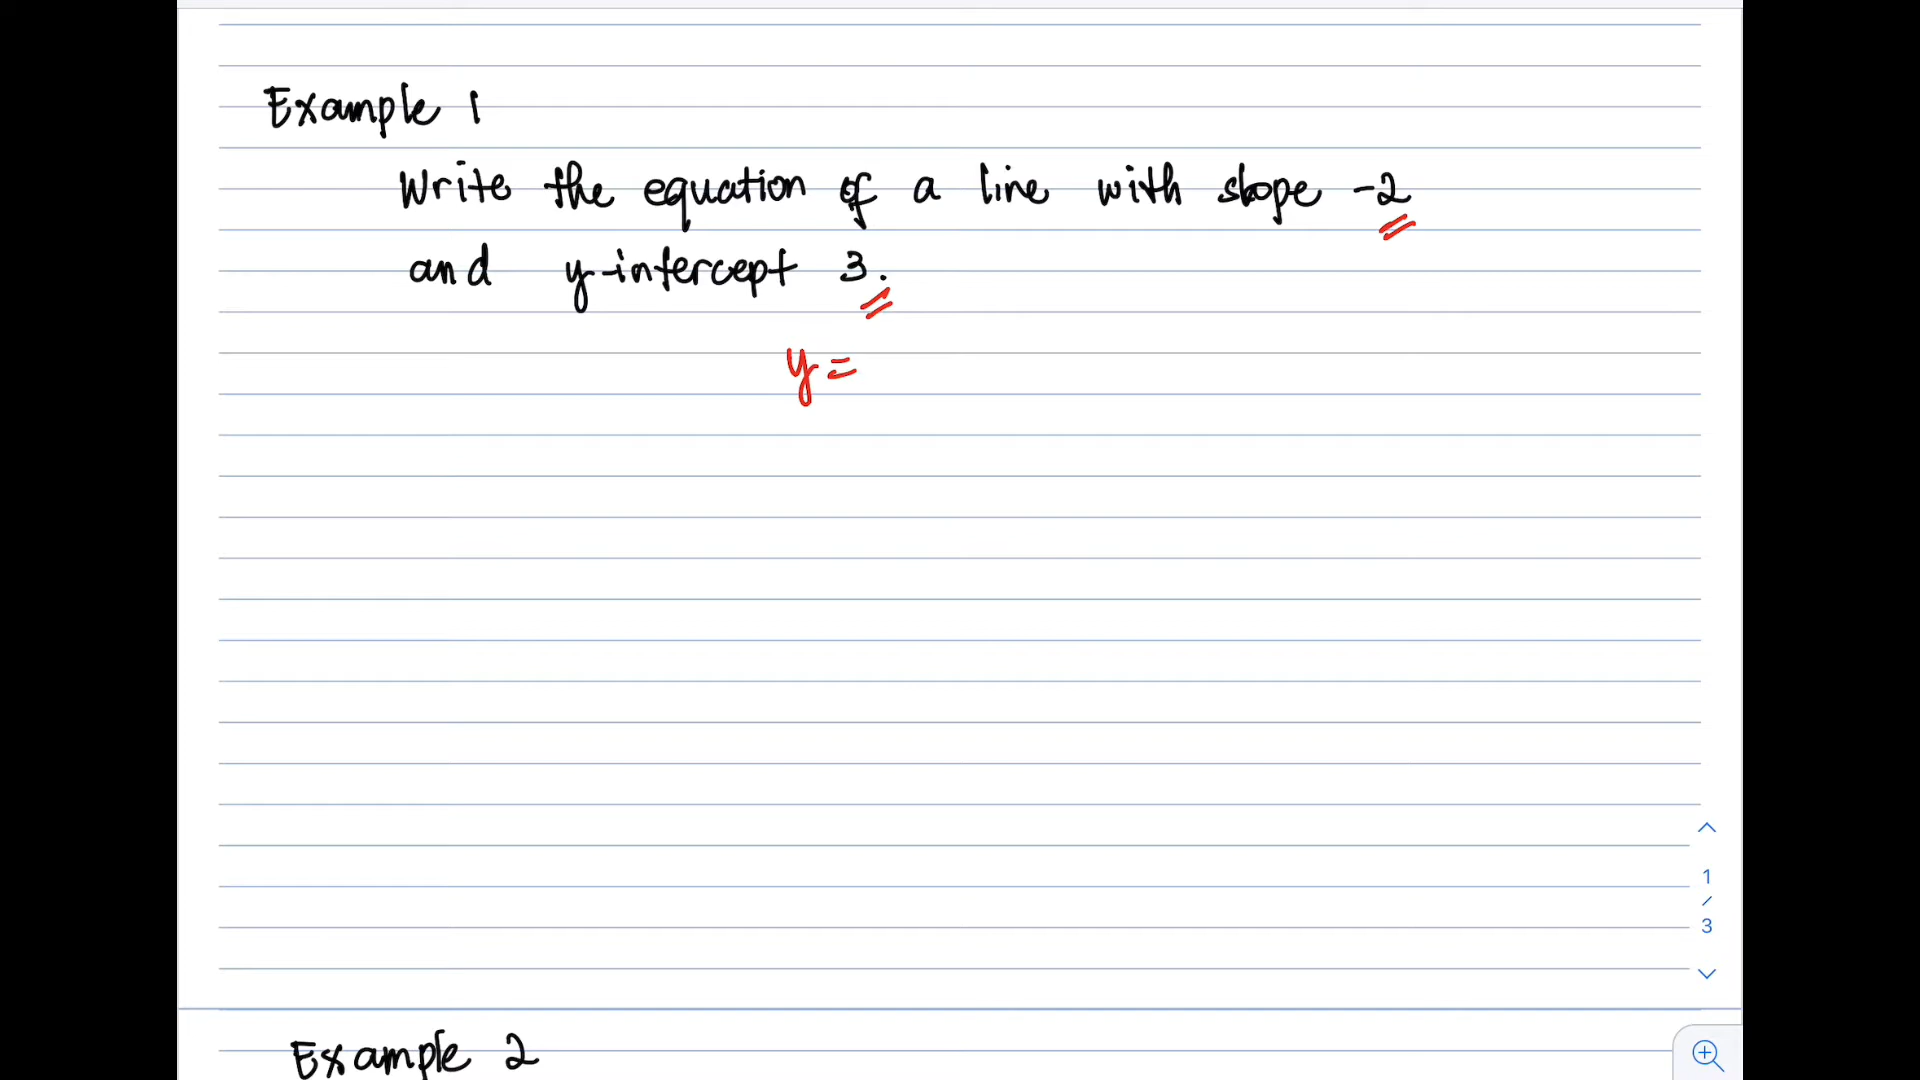 Example 1
Write the equation of a line with slope -2
and y-intercept 3.
y =
1
/
3
Example 2